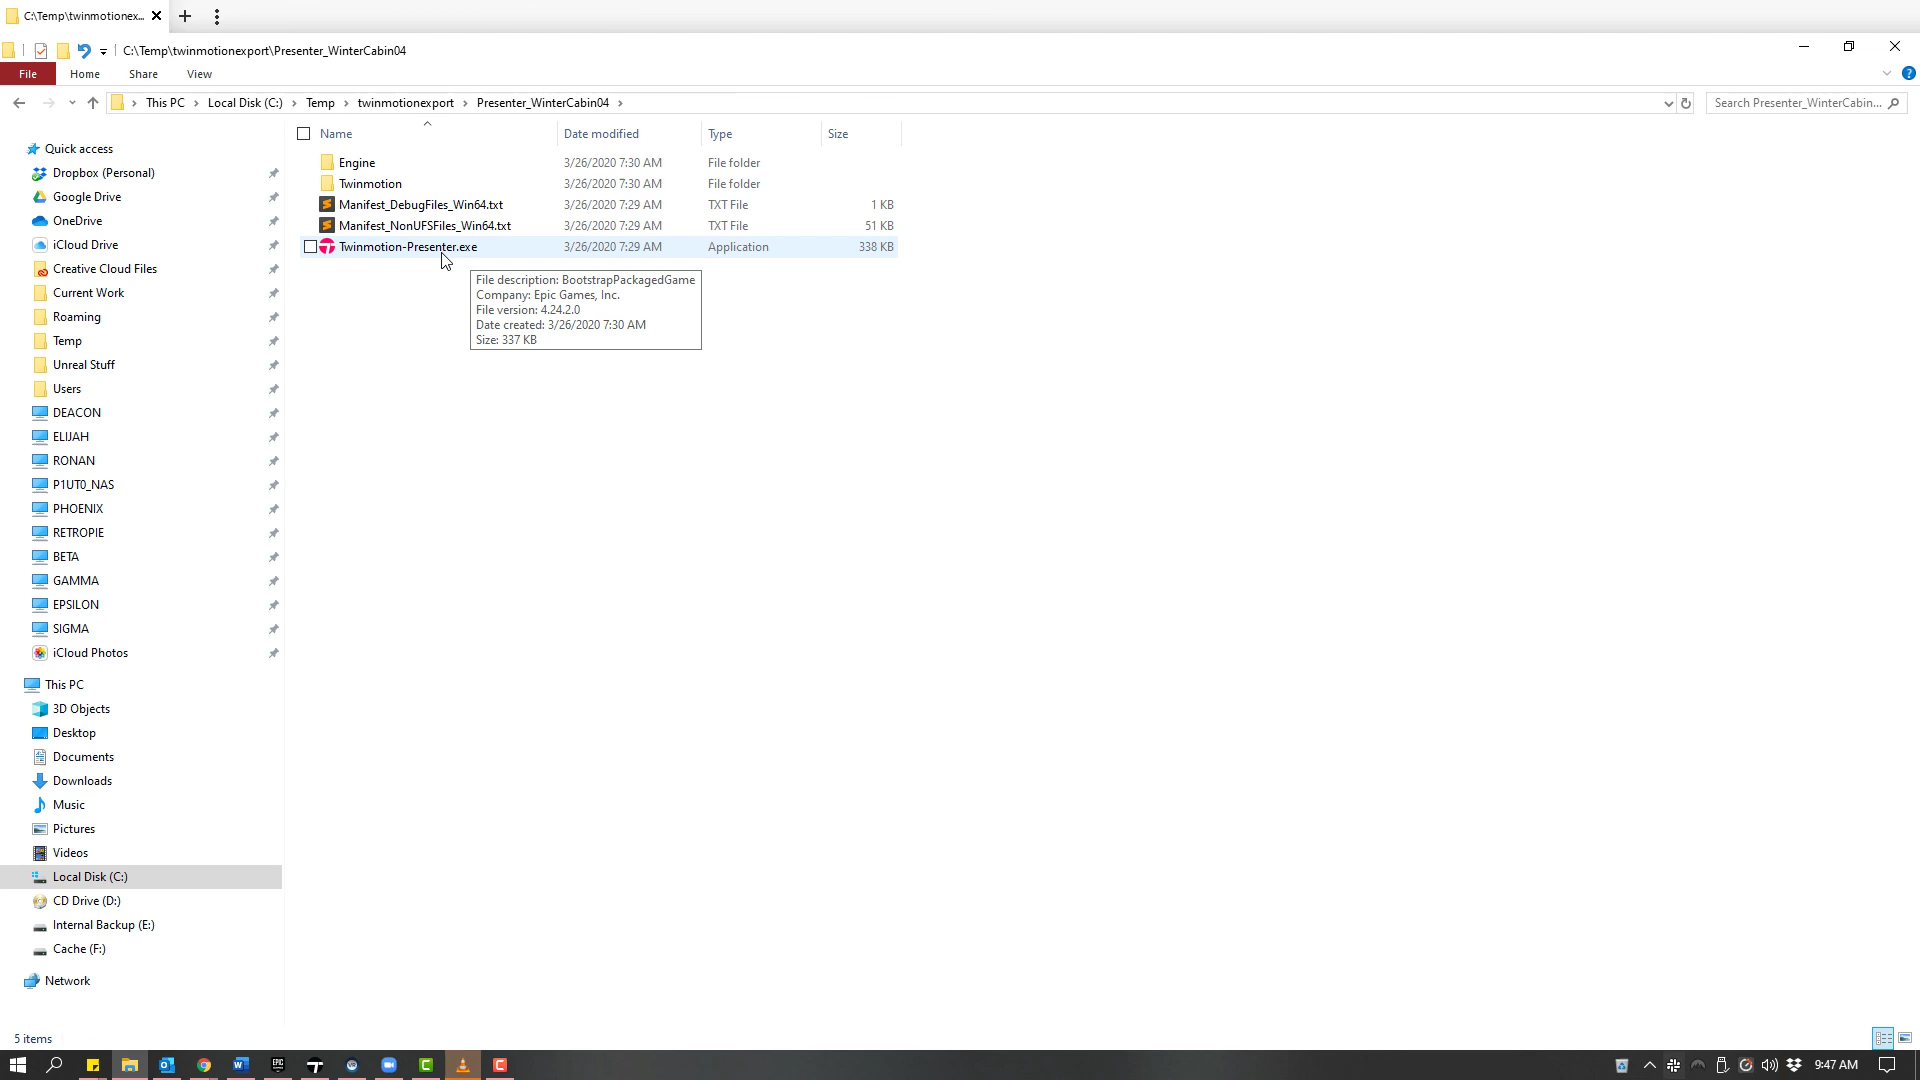 C:\Temp\twinmotionex...
C:\Temp\twinmotionexport\Presenter_WinterCabin04
File Home Share View
This PC Local Disk (C:) Temp twinmotionexport Presenter_WinterCabin04
Search Presenter_WinterCabin...
Name Date modified Type Size
Engine 3/26/2020 7:30 AM File folder
Twinmotion 3/26/2020 7:30 AM File folder
Manifest_DebugFiles_Win64.txt 3/26/2020 7:29 AM TXT File 1 KB
Manifest_NonUFSFiles_Win64.txt 3/26/2020 7:29 AM TXT File 51 KB
Twinmotion-Presenter.exe 3/26/2020 7:29 AM Application 338 KB
File description: BootstrapPackagedGame
Company: Epic Games, Inc.
File version: 4.24.2.0
Date created: 3/26/2020 7:30 AM
Size: 337 KB
Quick access
Dropbox (Personal)
Google Drive
OneDrive
iCloud Drive
Creative Cloud Files
Current Work
Roaming
Temp
Unreal Stuff
Users
DEACON
ELIJAH
RONAN
P1UT0_NAS
PHOENIX
RETROPIE
BETA
GAMMA
EPSILON
SIGMA
iCloud Photos
This PC
3D Objects
Desktop
Documents
Downloads
Music
Pictures
Videos
Local Disk (C:)
CD Drive (D:)
Internal Backup (E:)
Cache (F:)
Network
5 items
9:47 AM